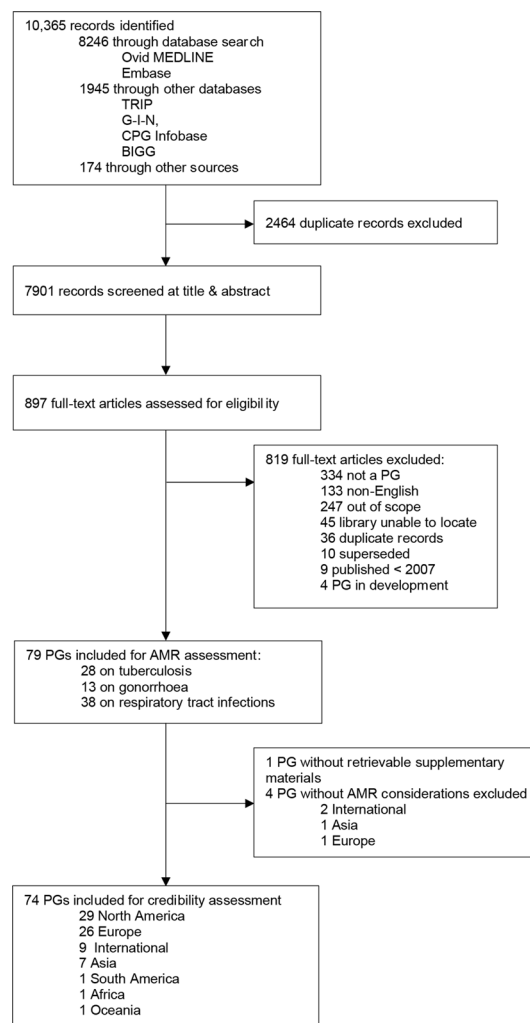 10,365 records identified
8246 through database search
Ovid MEDLINE
Embase
1945 through other databases
TRIP
G-I-N,
CPG Infobase
BIGG
174 through other sources
2464 duplicate records excluded
7901 records screened at title & abstract
897 full-text articles assessed for eligibility
819 full-text articles excluded:
334 not a PG
133 non-English
247 out of scope
45 library unable to locate
36 duplicate records
10 superseded
9 published < 2007
4 PG in development
79 PGs included for AMR assessment:
28 on tuberculosis
13 on gonorrhoea
38 on respiratory tract infections
1 PG without retrievable supplementary
materials
4 PG without AMR considerations excluded
2 International
1 Asia
1 Europe
74 PGs included for credibility assessment
29 North America
26 Europe
9 International
7 Asia
1 South America
1 Africa
1 Oceania